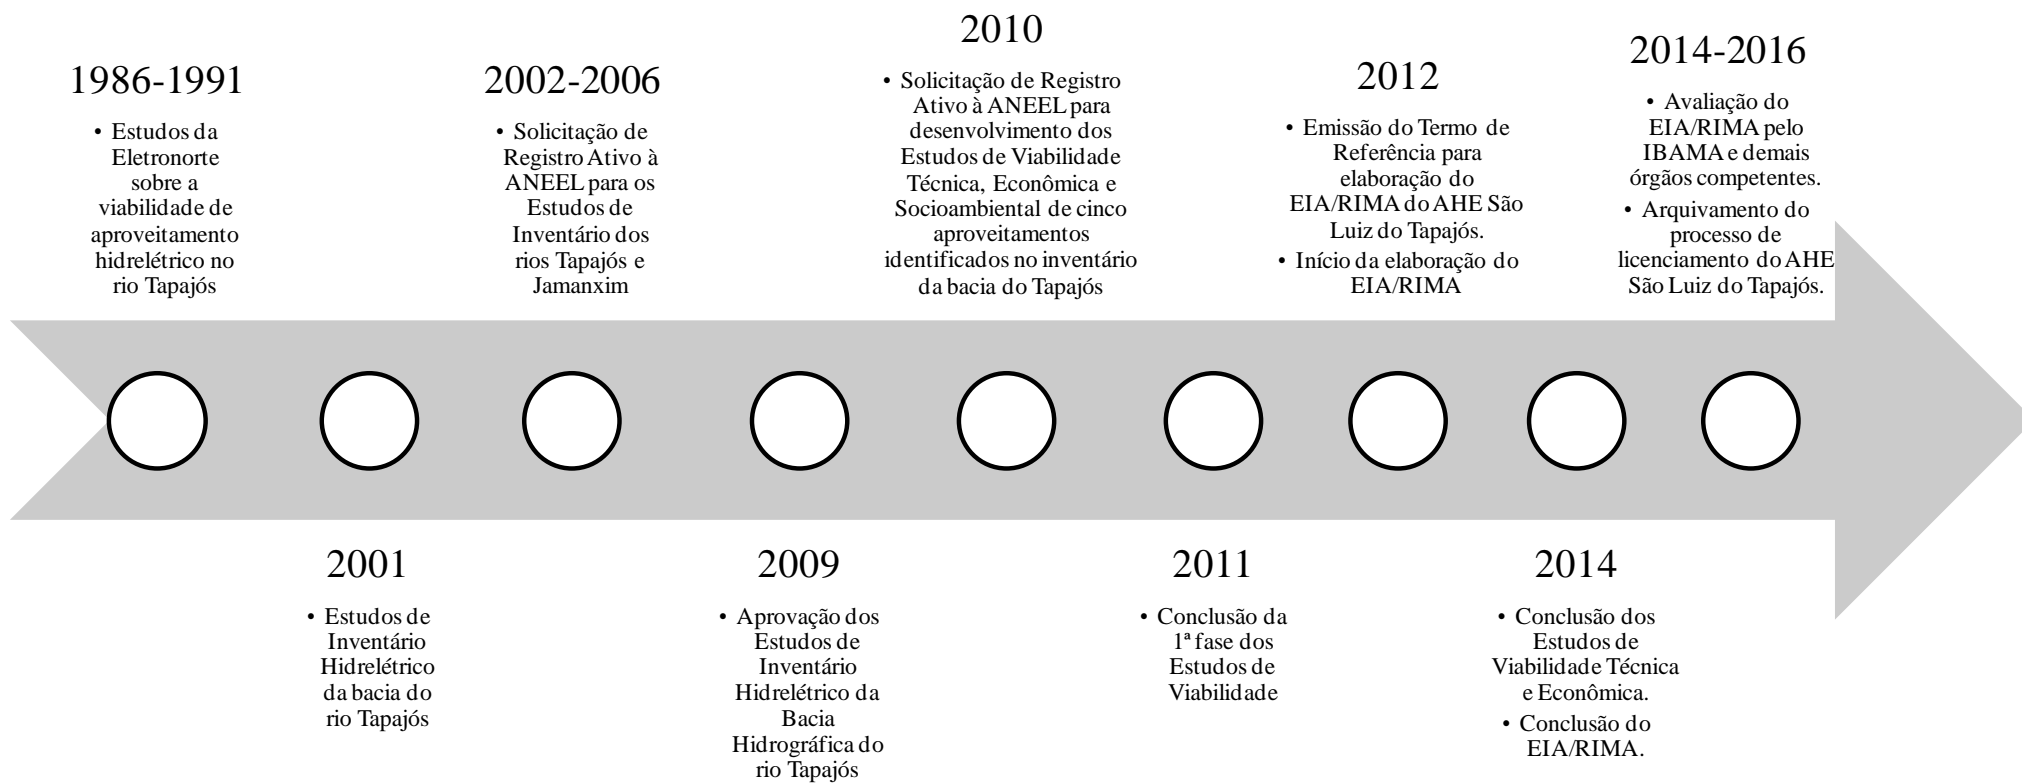 1986-1991
• Estudos da
Eletronorte
sobre a
viabilidade de
aproveitamento
hidrelétrico no
rio Tapajós
2002-2006
• Solicitação de
Registro Ativo à
ANEEL para os
Estudos de
Inventário dos
rios Tapajós e
Jamanxim
2010
• Solicitação de Registro
Ativo à ANEEL para
desenvolvimento dos
Estudos de Viabilidade
Técnica, Econômica e
Socioambiental de cinco
aproveitamentos
identificados no inventário
da bacia do Tapajós
2012
• Emissão do Termo de
Referência para
elaboração do
EIA/RIMA do AHE São
Luiz do Tapajós.
• Início da elaboração do
EIA/RIMA
2014-2016
• Avaliação do
EIA/RIMA pelo
IBAMA e demais
órgãos competentes.
• Arquivamento do
processo de
licenciamento do AHE
São Luiz do Tapajós.
2001
• Estudos de
Inventário
Hidrelétrico
da bacia do
rio Tapajós
2009
• Aprovação dos
Estudos de
Inventário
Hidrelétrico da
Bacia
Hidrográfica do
rio Tapajós
2011
• Conclusão da
1ª fase dos
Estudos de
Viabilidade
2014
• Conclusão dos
Estudos de
Viabilidade Técnica
e Econômica.
• Conclusão do
EIA/RIMA.